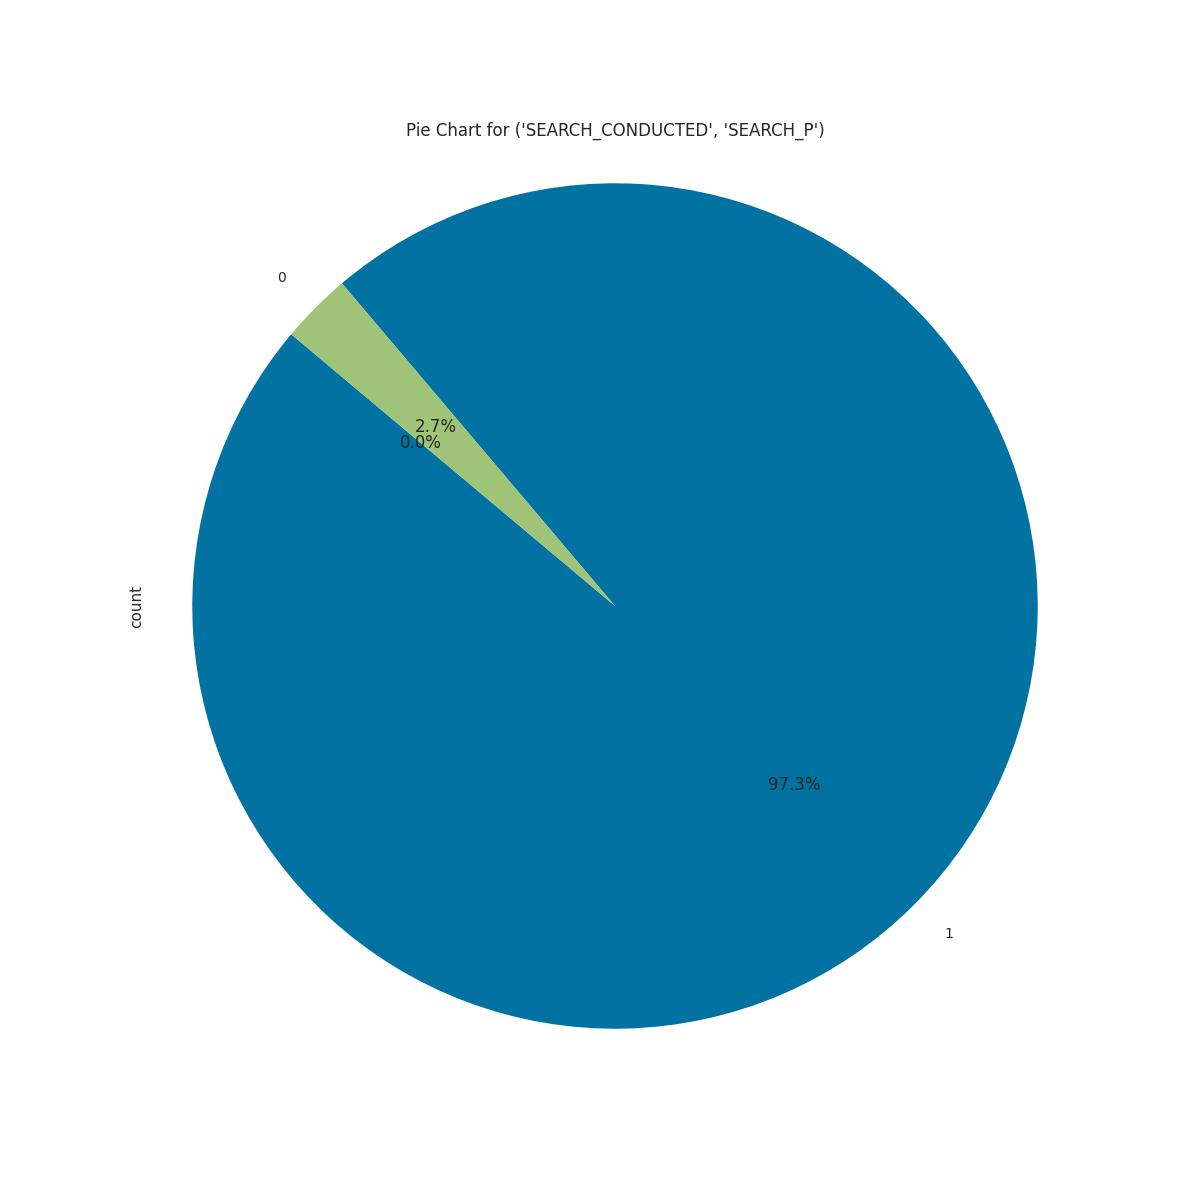 Pie Chart for ('SEARCH_CONDUCTED', 'SEARCH_P')
0
2.7%
0.0%
count
97.3%
1